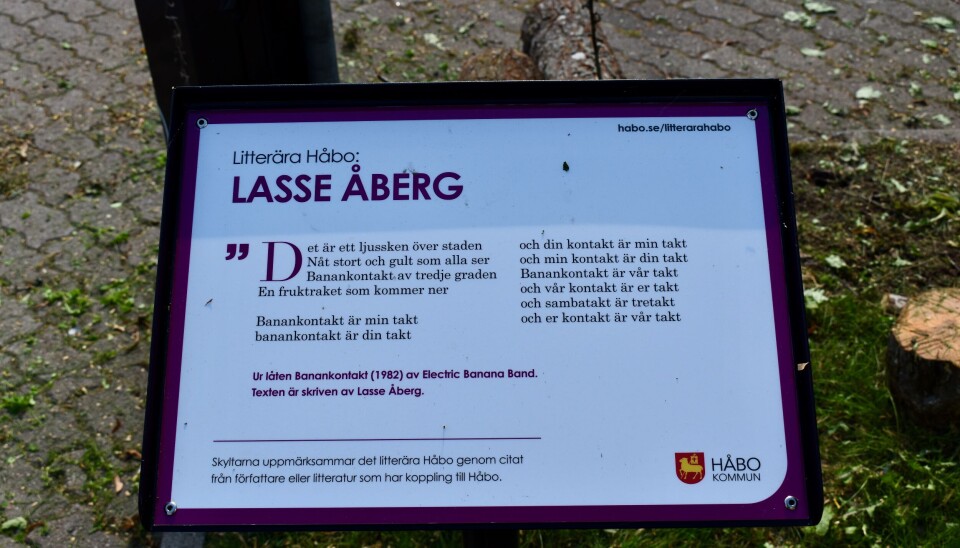 habo.se/litterarahabo
Litterära Håbo:
LASSE ÅBERG
” Det är ett ljussken över staden
Nåt stort och gult som alla ser
Banankontakt av tredje graden
En fruktraket som kommer ner
Banankontakt är min takt
banankontakt är din takt
och din kontakt är min takt
och min kontakt är din takt
Banankontakt är vår takt
och vår kontakt är er takt
och sambatakt är tretakt
och er kontakt är vår takt
Ur låten Banankontakt (1982) av Electric Banana Band.
Texten är skriven av Lasse Åberg.
Skyltarna uppmärksammar det litterära Håbo genom citat
från författare eller litteratur som har koppling till Håbo.
HÅBO
KOMMUN